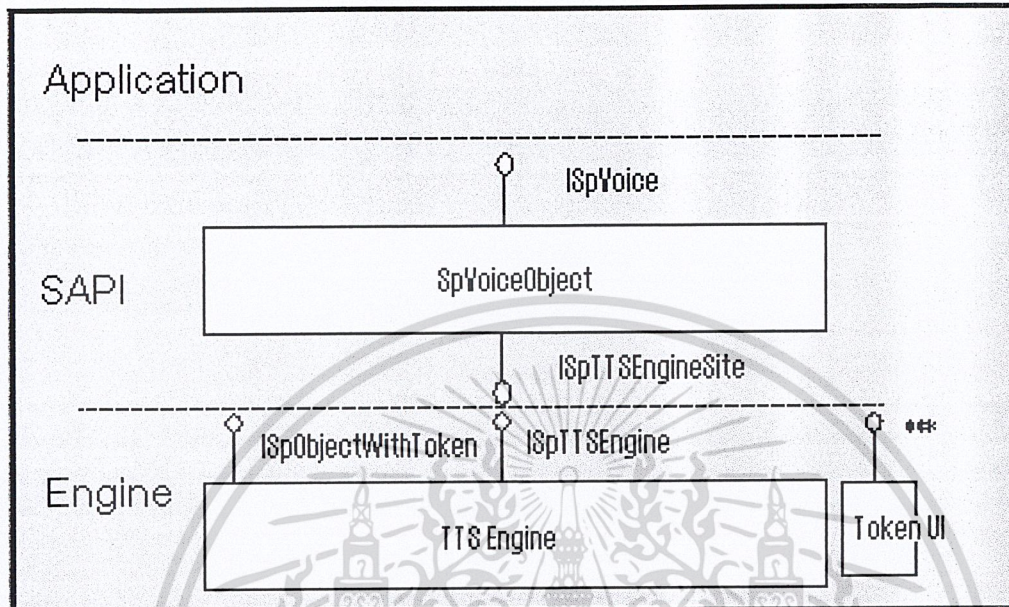 Application
ISpVoice
SAPI
SpVoiceObject
ISpTTSEngineSite
ISpObjectWithToken
ISpTTSEngine
***
Engine
TTS Engine
Token UI